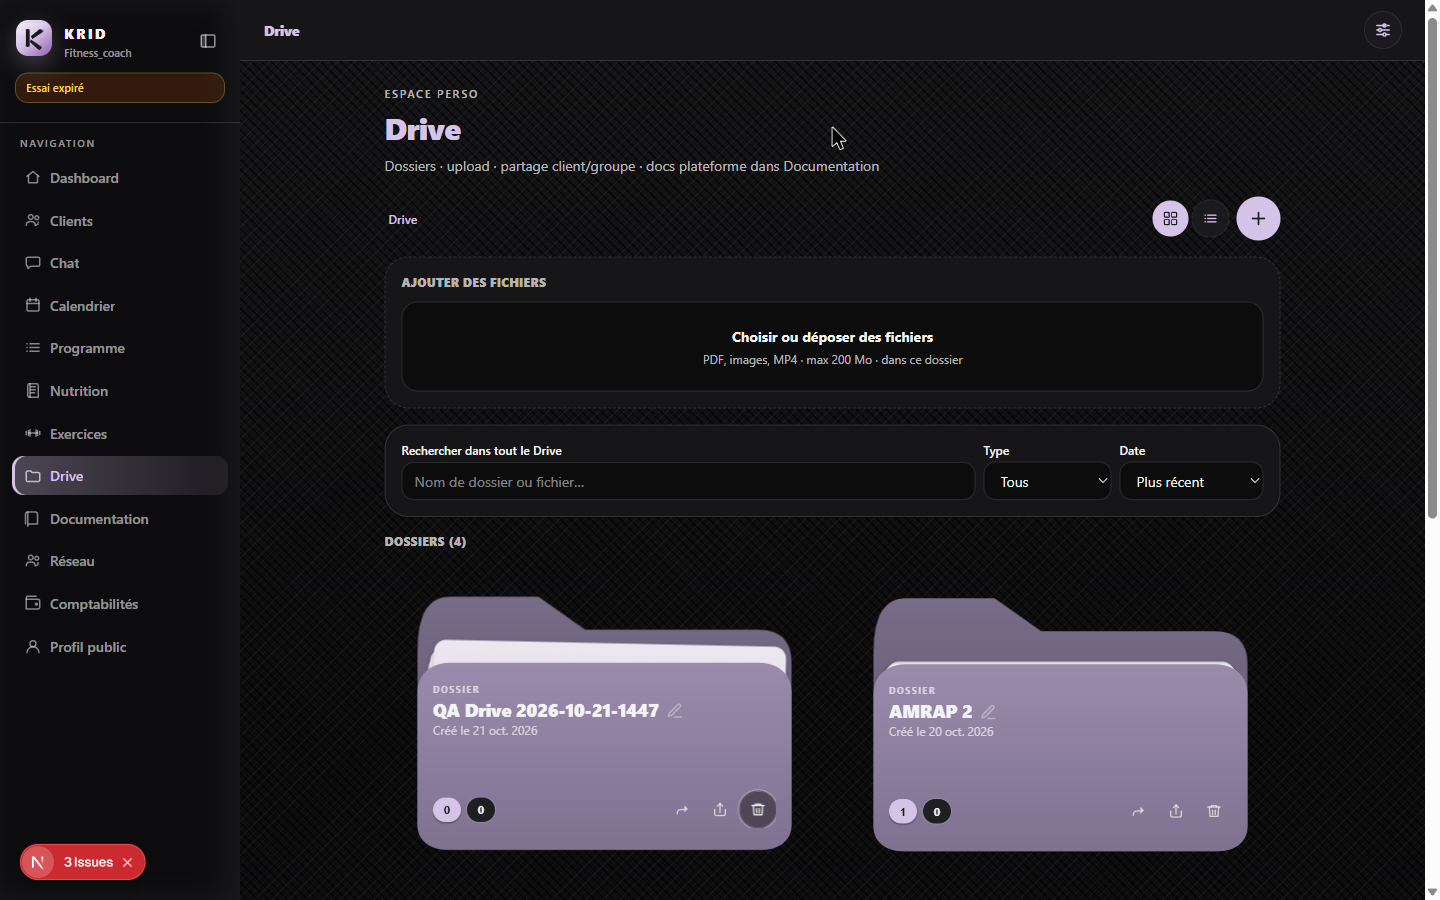 KRID
Fitness_coach
Essai expiré
NAVIGATION
Dashboard
Clients
Chat
Calendrier
Programme
Nutrition
Exercices
Drive
Documentation
Réseau
Comptabilités
Profil public
N 3 Issues
Drive
ESPACE PERSO
Drive
Dossiers · upload · partage client/groupe · docs plateforme dans Documentation
Drive
AJOUTER DES FICHIERS
Choisir ou déposer des fichiers
PDF, images, MP4 · max 200 Mo · dans ce dossier
Rechercher dans tout le Drive
Type
Date
Nom de dossier ou fichier...
Tous
Plus récent
DOSSIERS (4)
DOSSIER
QA Drive 2026-10-21-1447
Créé le 21 oct. 2026
0 0
DOSSIER
AMRAP 2
Créé le 20 oct. 2026
1 0